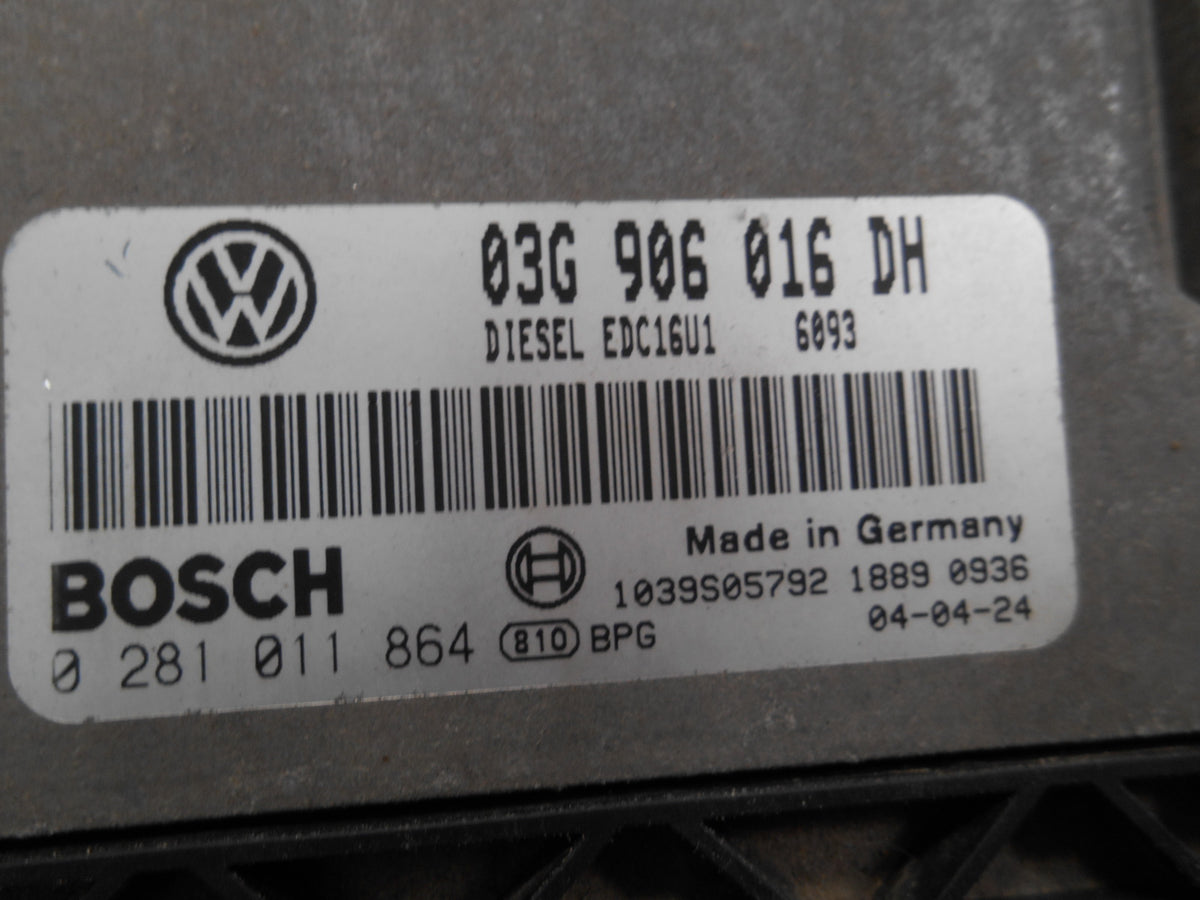 03G 906 016 DH
DIESEL EDC16U1 6093
BOSCH
Made in Germany
1039S05792 1889 0936
0 281 011 864 810 BPG
04-04-24